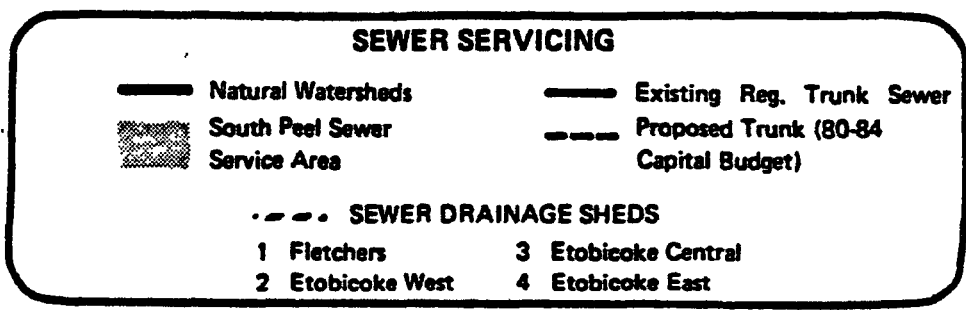 SEWER SERVICING
Natural Watersheds
South Peel Sewer
Service Area
Existing Reg. Trunk Sewer
Proposed Trunk (80-84
Capital Budget)
SEWER DRAINAGE SHEDS
1 Fletchers
2 Etobicoke West
3 Etobicoke Central
4 Etobicoke East